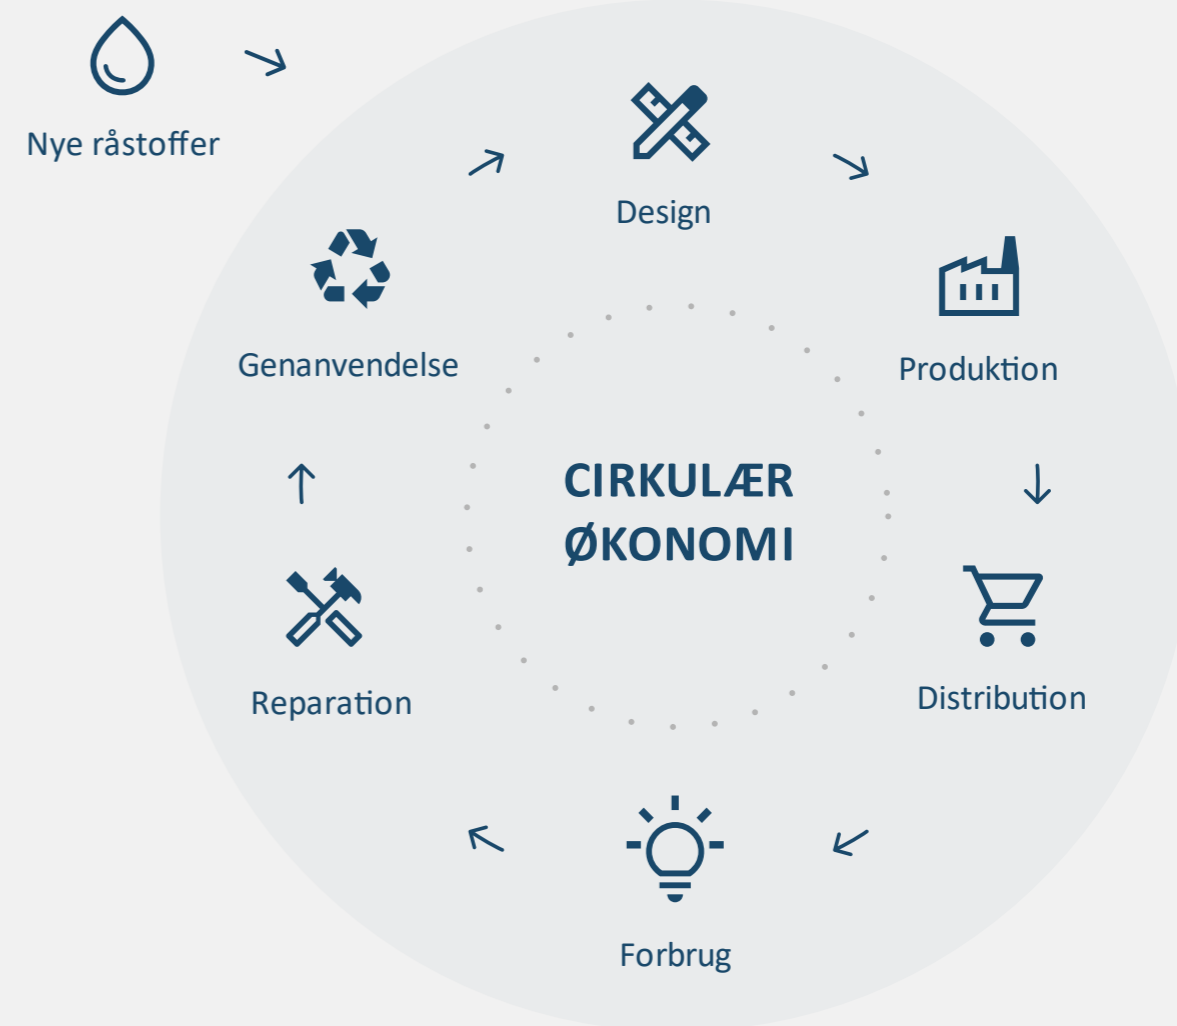 Nye råstoffer
Design
Genanvendelse
Produktion
CIRKULÆR
ØKONOMI
Reparation
Distribution
Forbrug